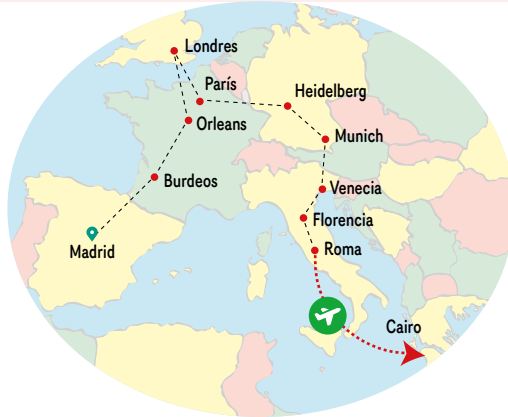 Londres
París
Heidelberg
Orleans
Munich
Burdeos
Venecia
Florencia
Madrid
Roma
Cairo